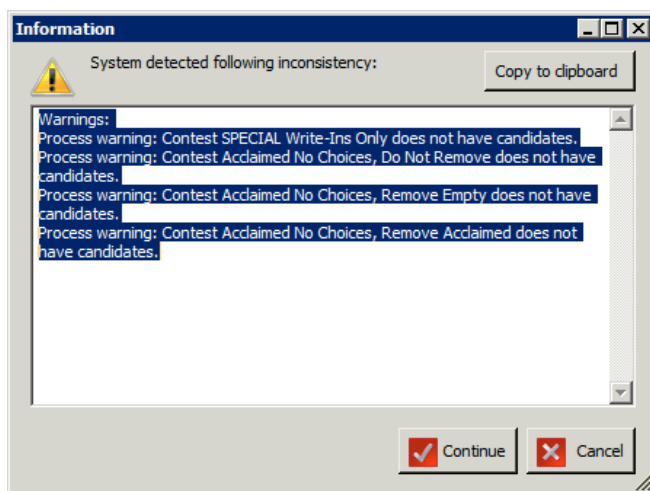 Information
System detected following inconsistency:
Copy to clipboard
Warnings:
Process warning: Contest SPECIAL Write-Ins Only does not have candidates.
Process warning: Contest Acclaimed No Choices, Do Not Remove does not have
candidates.
Process warning: Contest Acclaimed No Choices, Remove Empty does not have
candidates.
Process warning: Contest Acclaimed No Choices, Remove Acclaimed does not
have candidates.
Continue
Cancel